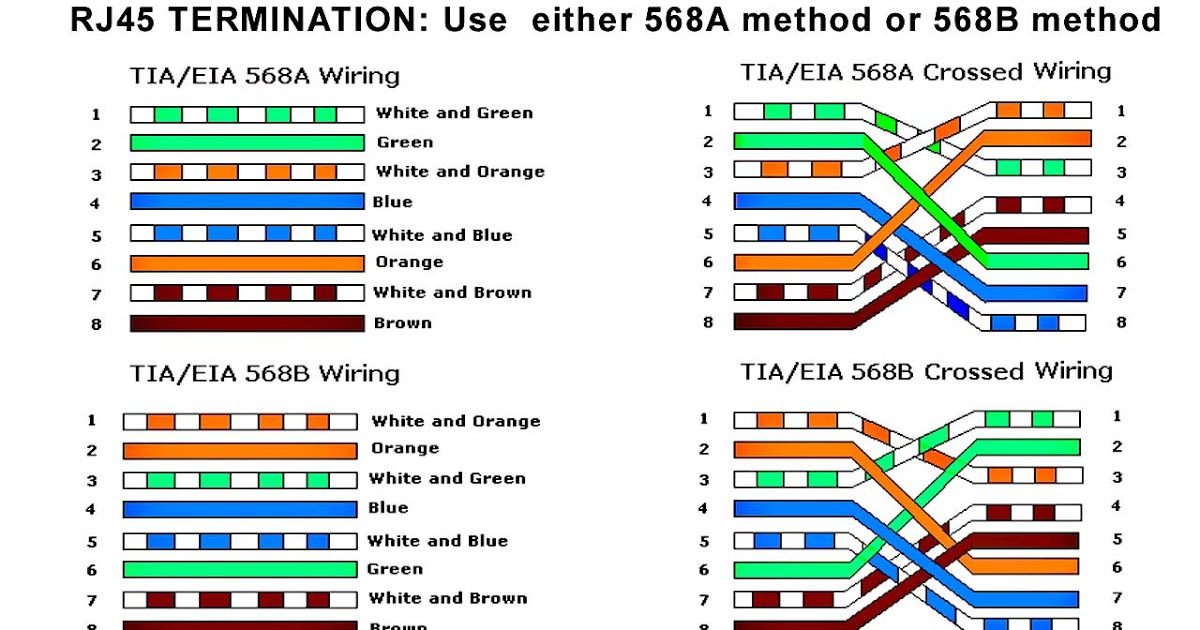 RJ45 TERMINATION: Use either 568A method or 568B method
TIA/EIA 568A Wiring
1 White and Green
2 Green
3 White and Orange
4 Blue
5 White and Blue
6 Orange
7 White and Brown
8 Brown
TIA/EIA 568A Crossed Wiring
1 1
2 2
3 3
4 4
5 5
6 6
7 7
8 8
TIA/EIA 568B Wiring
1 White and Orange
2 Orange
3 White and Green
4 Blue
5 White and Blue
6 Green
7 White and Brown
8 Brown
TIA/EIA 568B Crossed Wiring
1 1
2 2
3 3
4 4
5 5
6 6
7 7
8 8